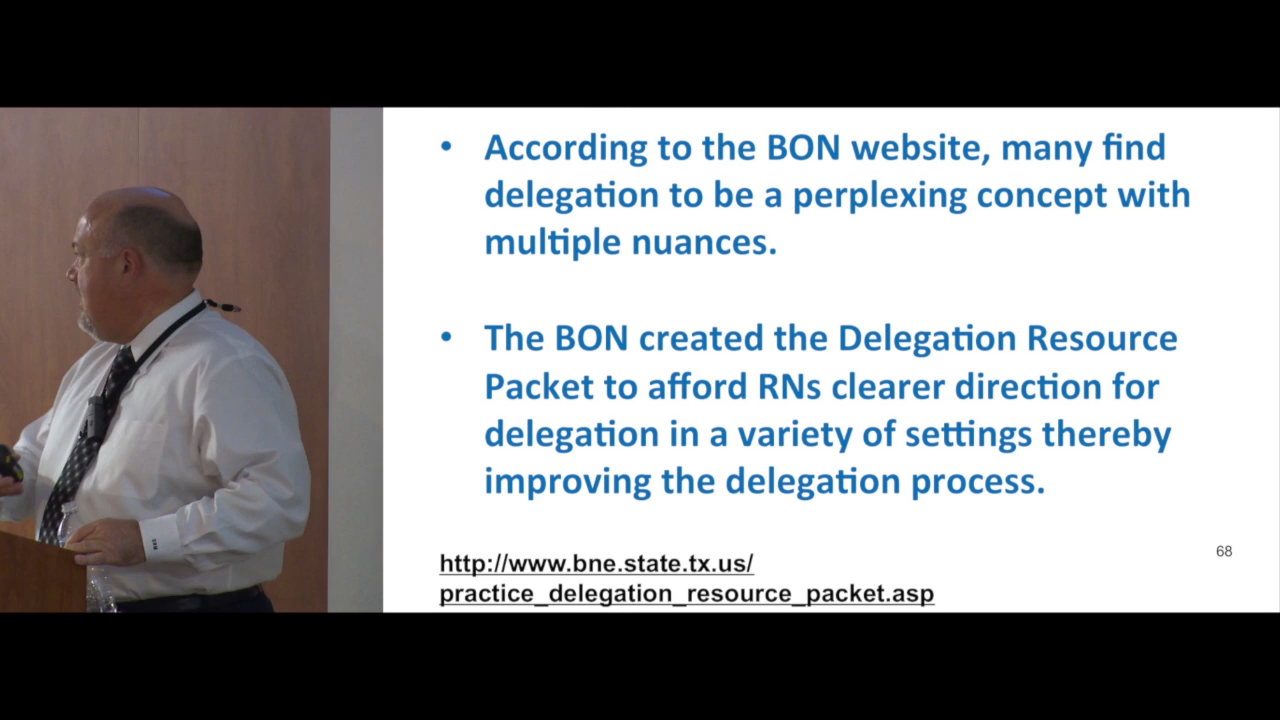 • According to the BON website, many find
delegation to be a perplexing concept with
multiple nuances.
• The BON created the Delegation Resource
Packet to afford RNs clearer direction for
delegation in a variety of settings thereby
improving the delegation process.
68
http://www.bne.state.tx.us/
practice_delegation_resource_packet.asp